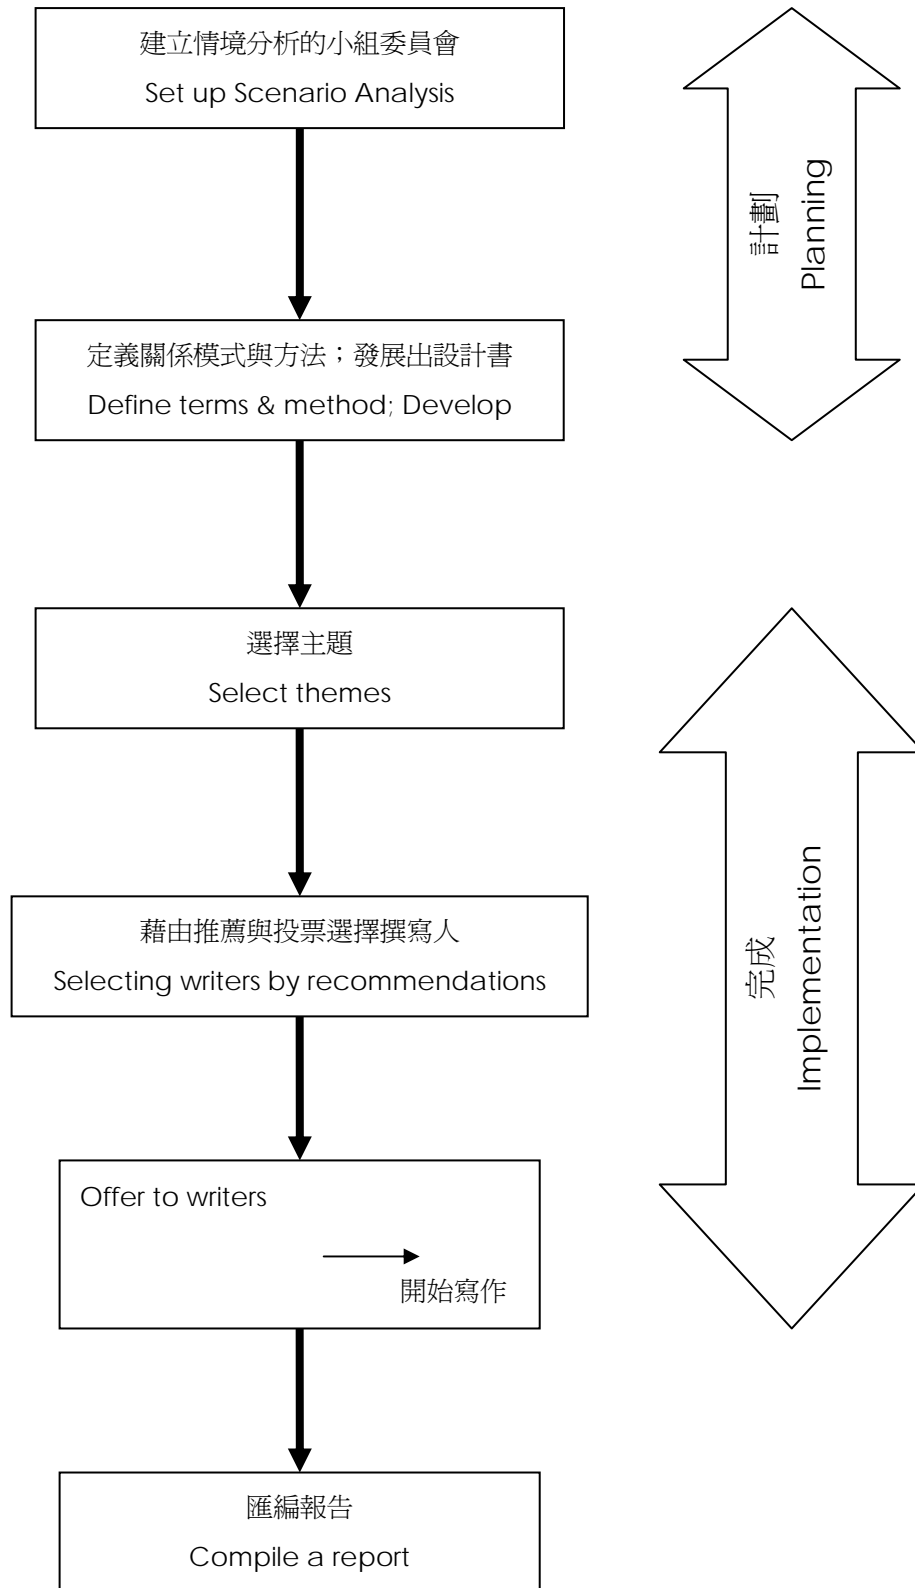 建立情境分析的小組委員會
Set up Scenario Analysis
計劃
Planning
定義關係模式與方法；發展出設計書
Define terms & method; Develop
選擇主題
Select themes
藉由推薦與投票選擇撰寫人
Selecting writers by recommendations
完成
Implementation
Offer to writers
開始寫作
匯編報告
Compile a report